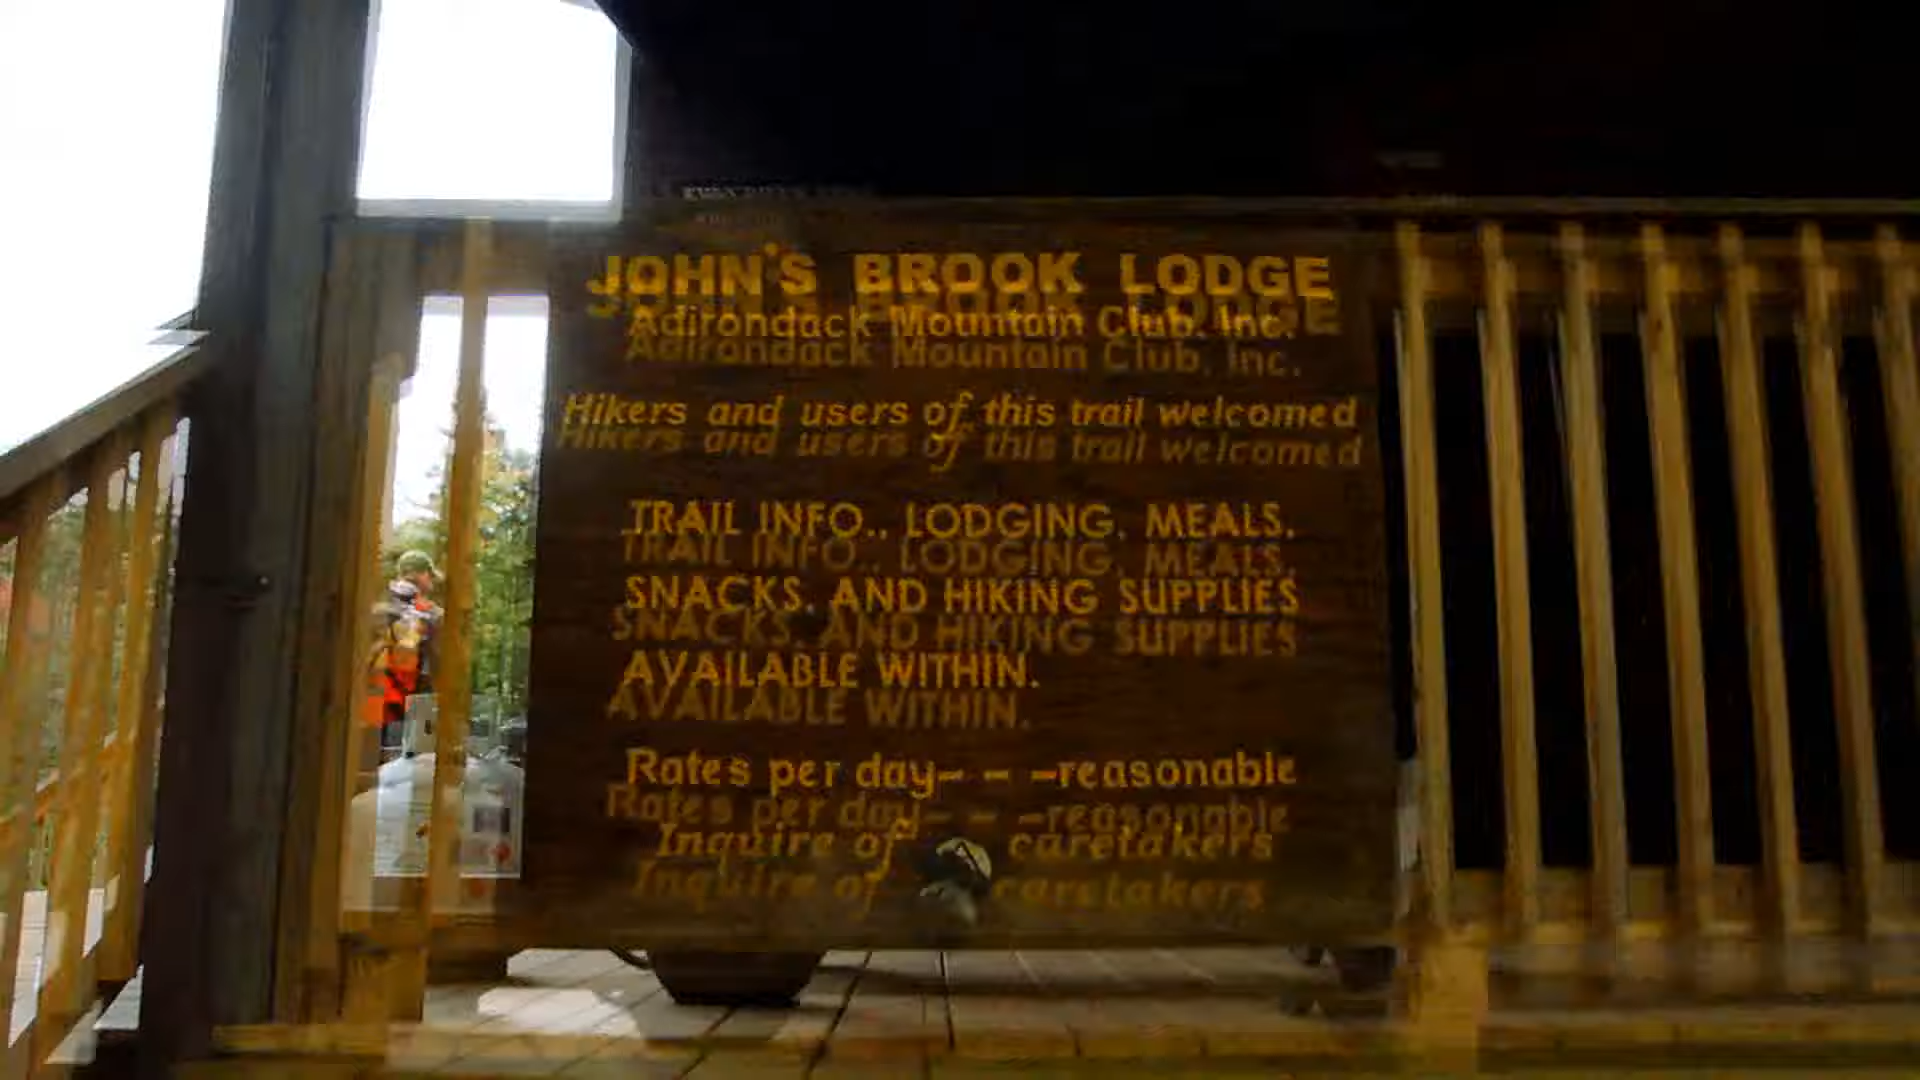 JOHN'S BROOK LODGE
Adirondack Mountain Club, Inc.
Hikers and users of this trail welcomed
TRAIL INFO., LODGING, MEALS,
SNACKS, AND HIKING SUPPLIES
AVAILABLE WITHIN.
Rates per day- - -reasonable
Inquire of caretakers